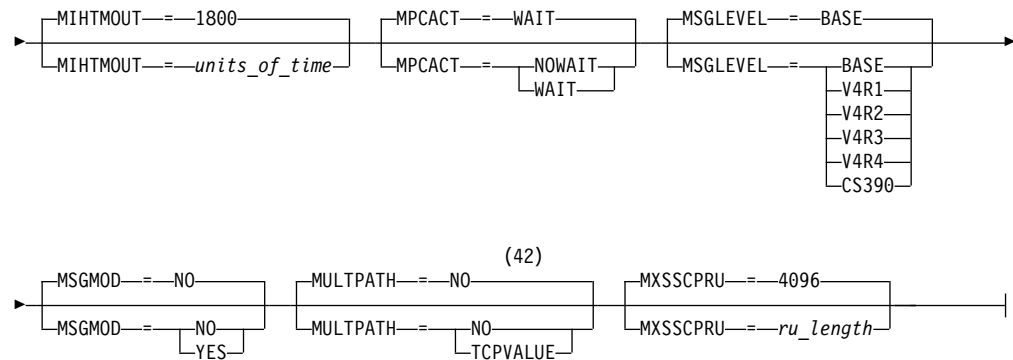 MIHTMOUT = 1800 MPCACT = WAIT MSGLEVEL = BASE
MIHTMOUT = units_of_time MPCACT = NOWAIT MSGLEVEL = BASE
WAIT V4R1
V4R2
V4R3
V4R4
CS390
(42)
MSGMOD = NO MULTPATH = NO MXSSCPRU = 4096
MSGMOD = NO MULTPATH = NO MXSSCPRU = ru_length
YES TCPVALUE